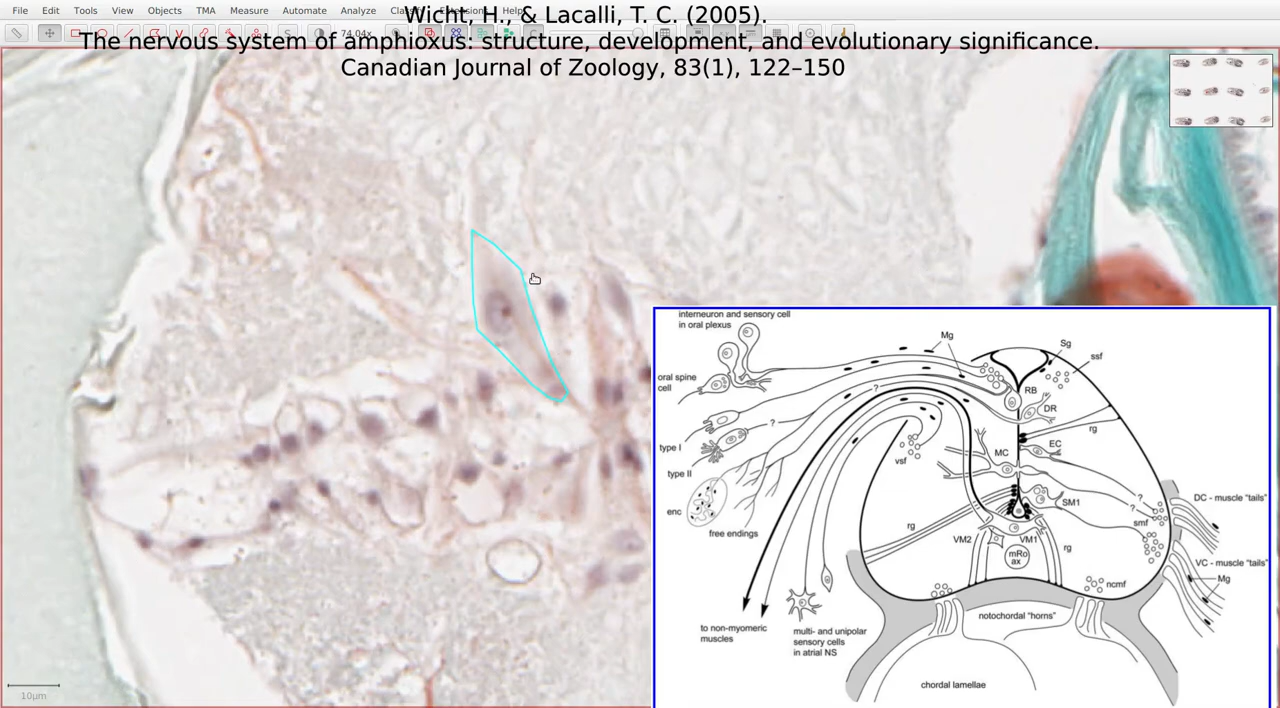 File Edit Tools View Objects TMA Measure Automate Analyze Help
Wicht, H., & Lacalli, T. C. (2005).
74.04x
The nervous system of amphioxus: structure, development, and evolutionary significance.
Canadian Journal of Zoology, 83(1), 122–150
interneuron and sensory cell
in oral plexus
Mg
Sg
ssf
oral spine
cell
?
RB
DR
?
rg
type I
vsf
MC
EC
type II
?
DC - muscle "tails"
enc
SM1
?
smf
free endings
rg
VM2
VM1
rg
mRo
ax
VC - muscle "tails"
Mg
ncmf
notochordal "horns"
to non-myomeric
muscles
multi- and unipolar
sensory cells
in atrial NS
chordal lamellae
10µm